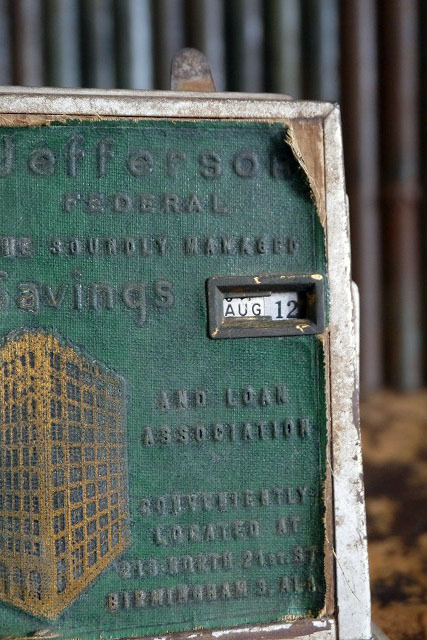 Jefferson
FEDERAL
THE SOUNDLY MANAGED
Savings
AUG 12
AND LOAN
ASSOCIATION
CONVENIENTLY
LOCATED AT
215 NORTH 21ST. ST.
BIRMINGHAM 3, ALA